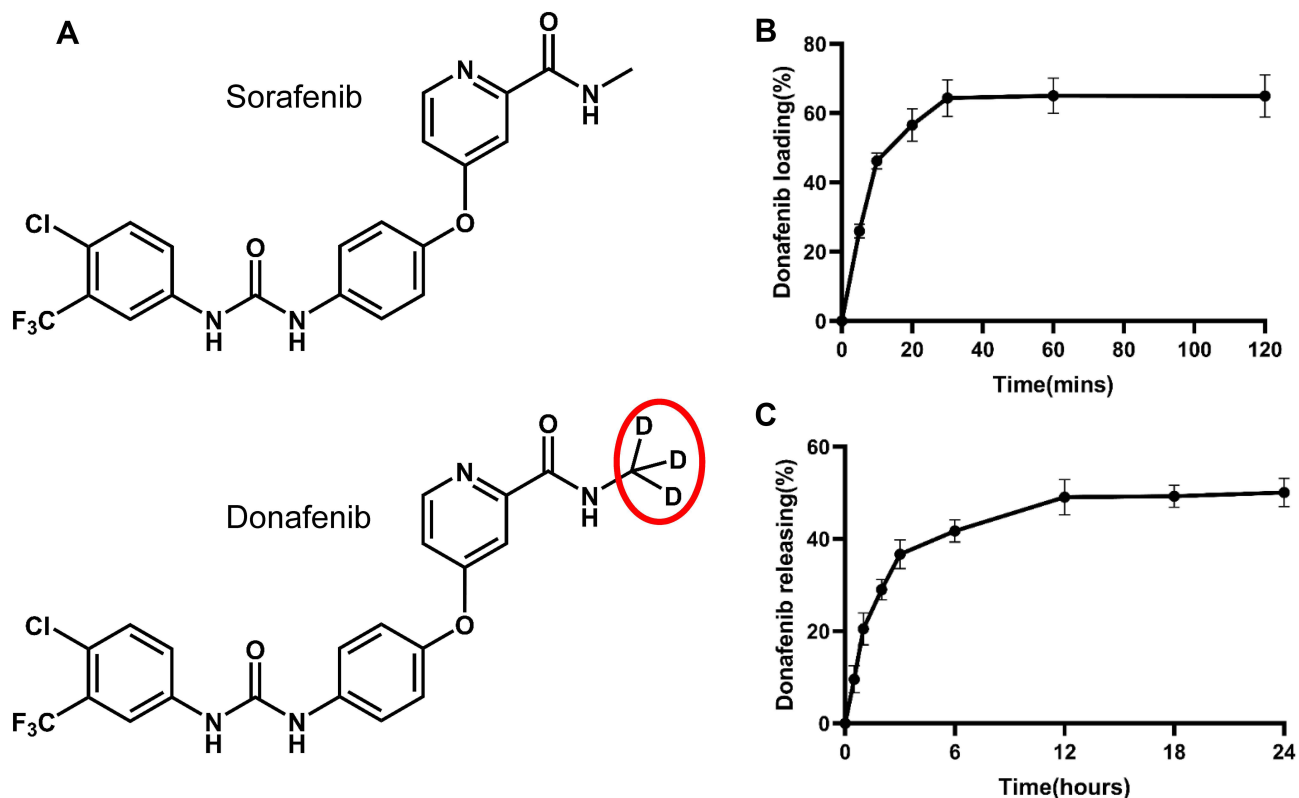 A
Sorafenib
O
N
N
H
O
Cl
O
F3C
N
H
N
H
Donafenib
O
N
N
H
D
D
D
O
Cl
O
F3C
N
H
N
H
B
Donafenib loading(%)
80
60
40
20
0
0 20 40 60 80 100 120
Time(mins)
C
Donafenib releasing(%)
60
40
20
0
0 6 12 18 24
Time(hours)